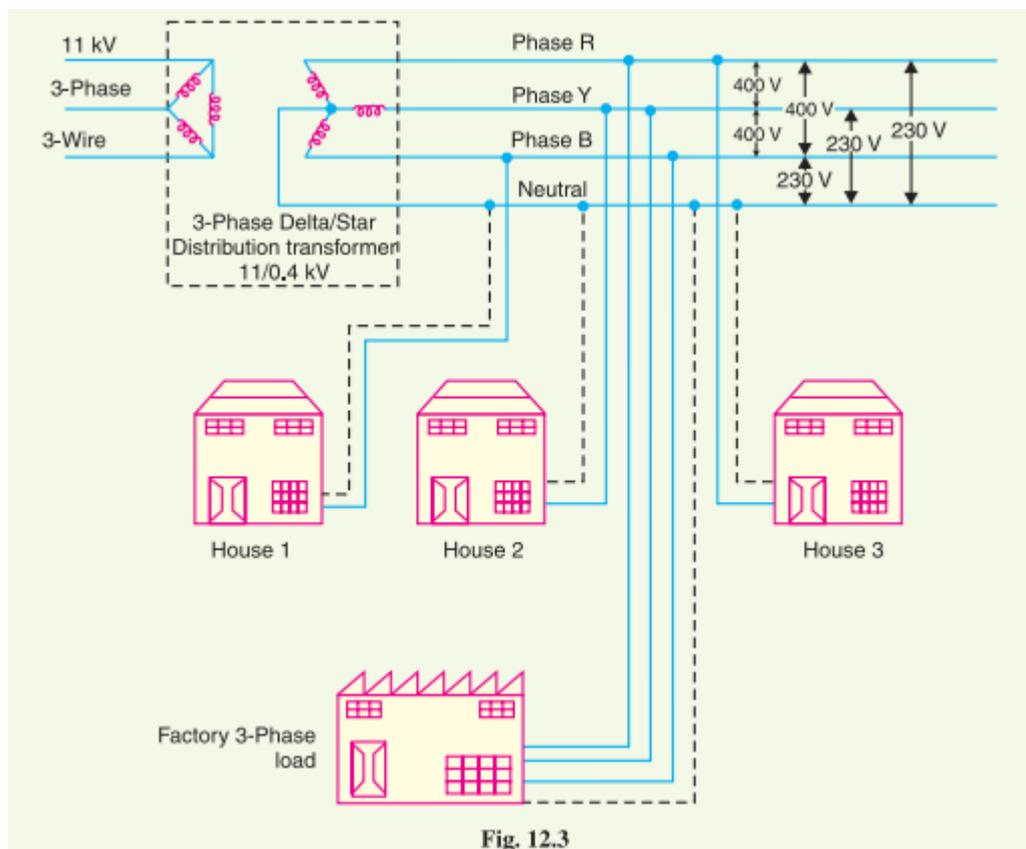 11 kV
3-Phase
3-Wire
3-Phase Delta/Star
Distribution transformer
11/0.4 kV
Phase R
Phase Y
Phase B
Neutral
400 V
400 V
400 V
230 V
230 V
230 V
House 1
House 2
House 3
Factory 3-Phase
load
Fig. 12.3